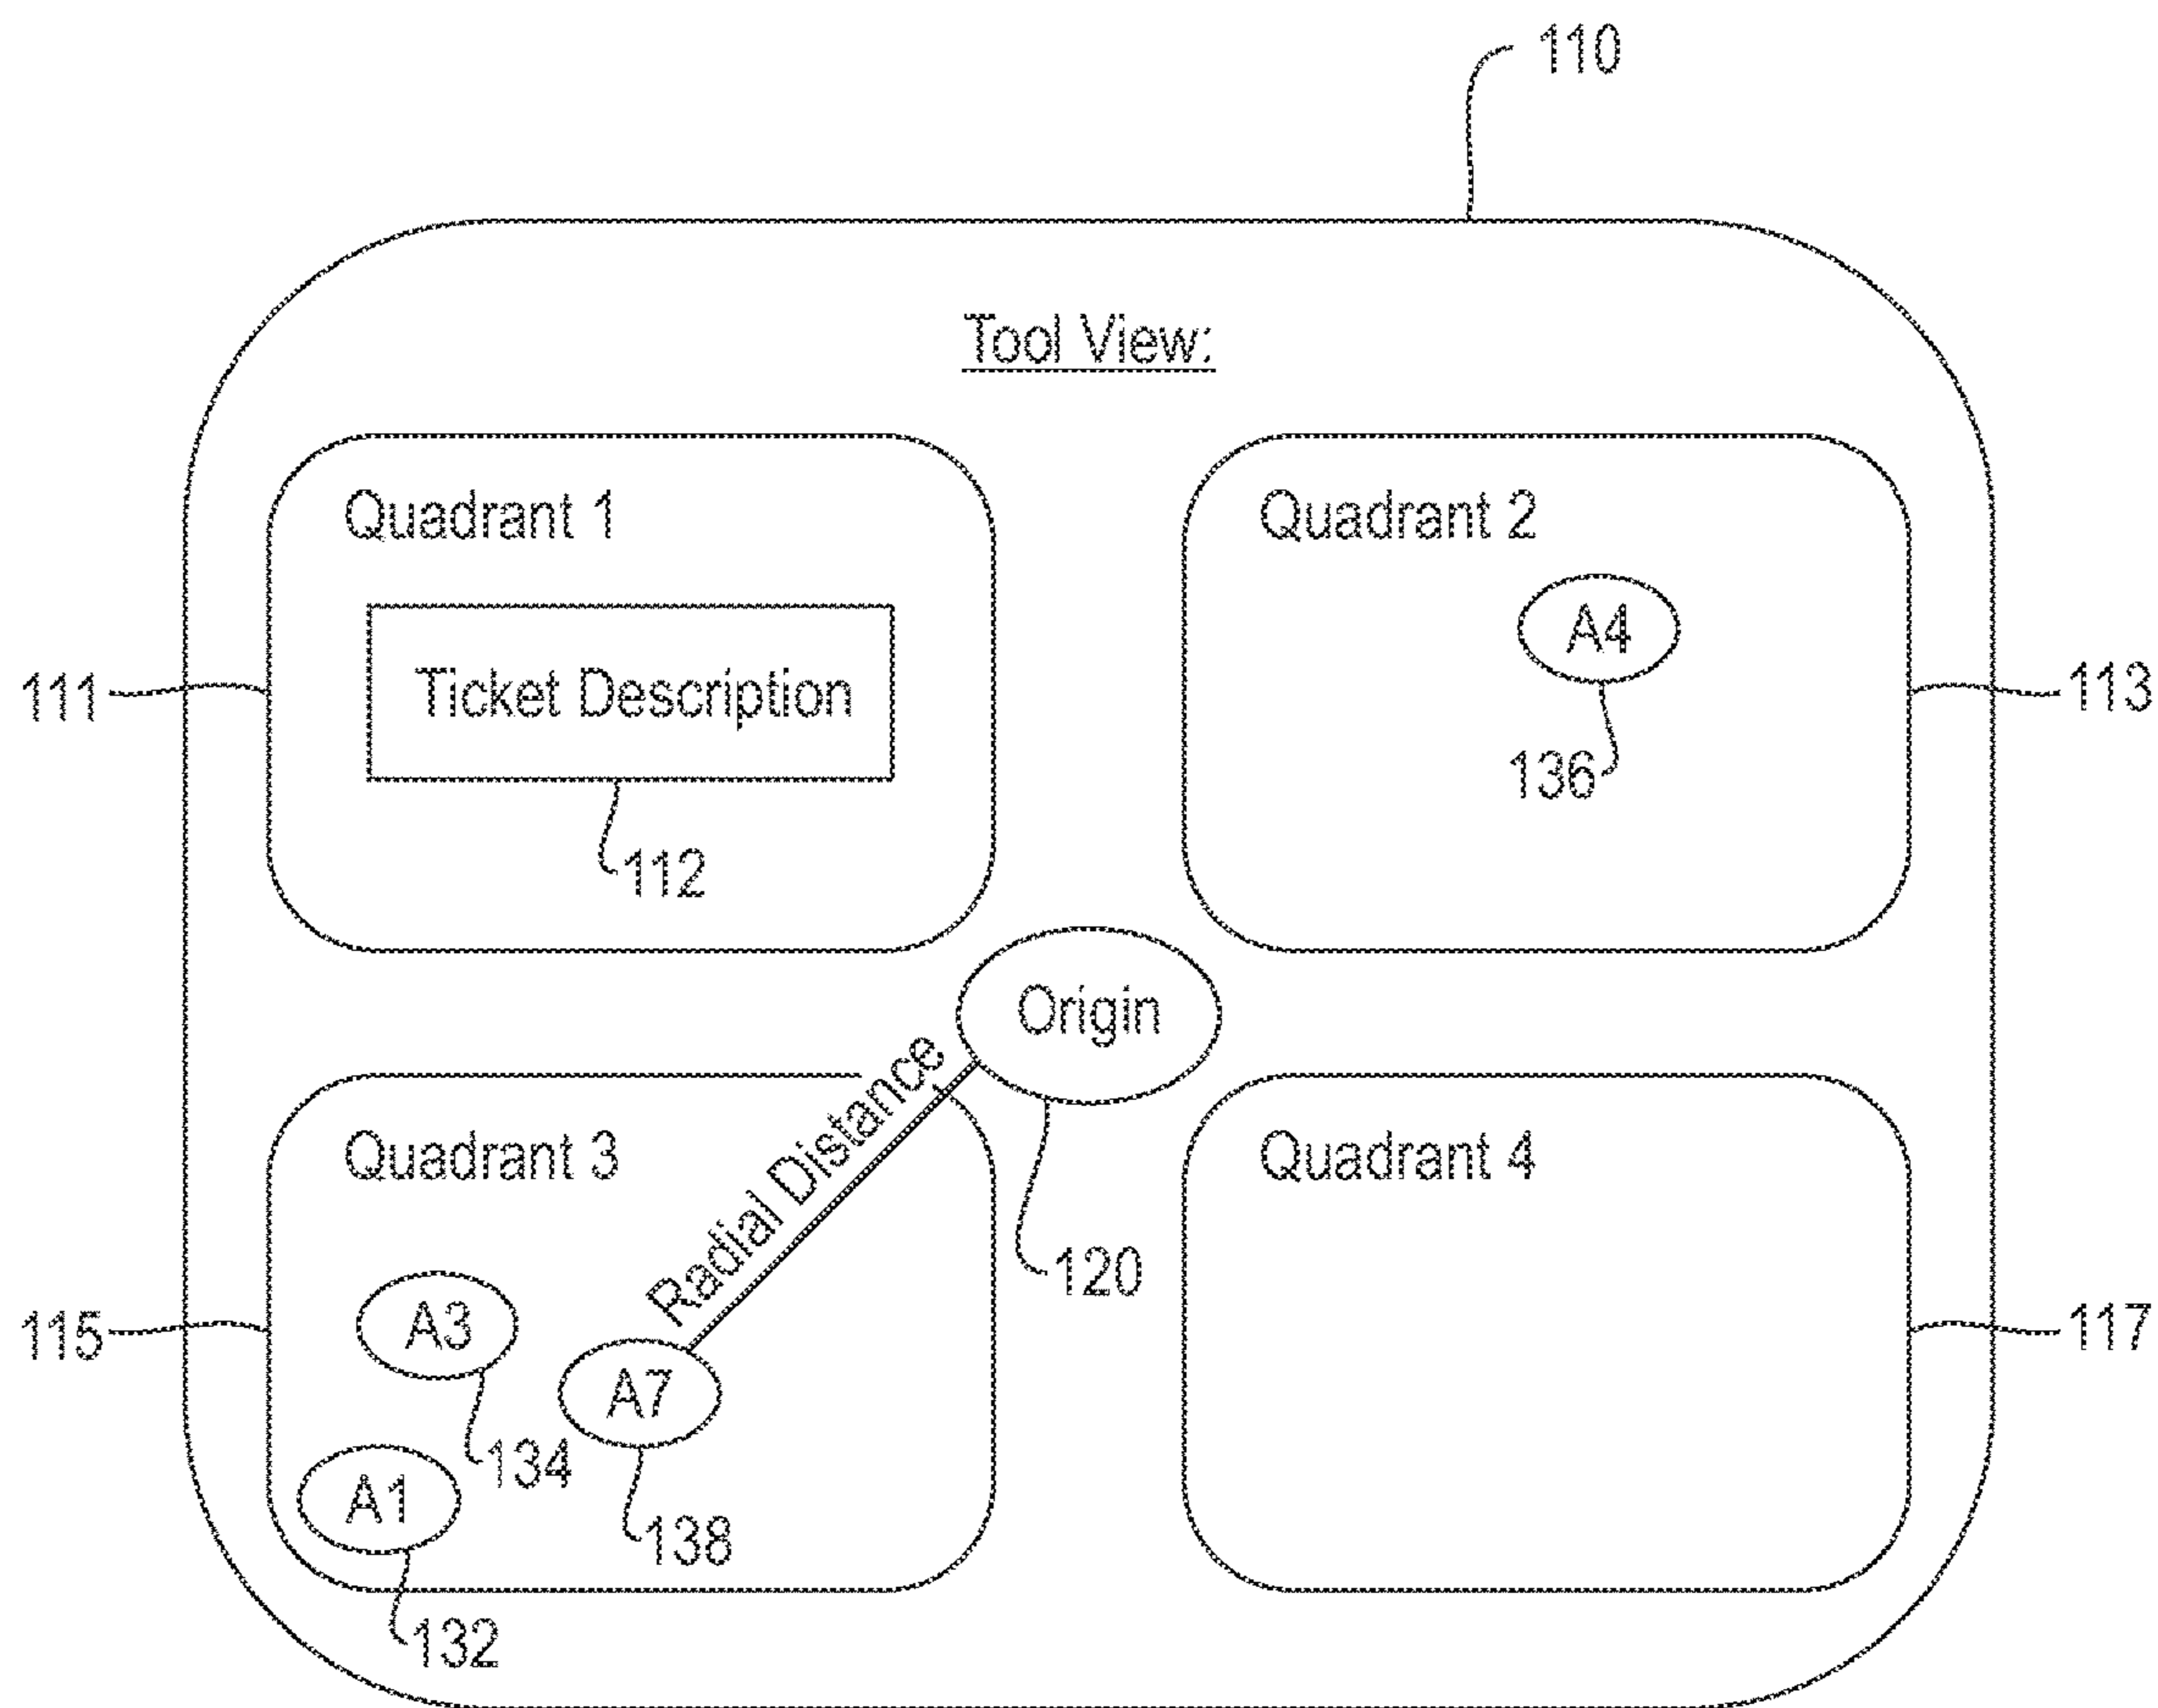 110
Tool View:
Quadrant 1
Quadrant 2
A4
111
Ticket Description
113
136
112
Origin
Radial Distance
Quadrant 3
Quadrant 4
120
115
A3
117
A7
134
A1
138
132